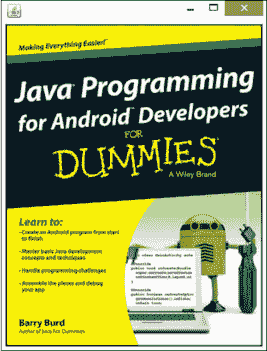 Making Everything Easier!™
Java® Programming
for Android™ Developers
FOR
DUMMIES®
A Wiley Brand
Learn to:
• Create an Android program from start
to finish
• Master basic Java development
concepts and techniques
• Handle programming challenges
• Assemble the pieces and debug
your app
Barry Burd
Author of Java For Dummies